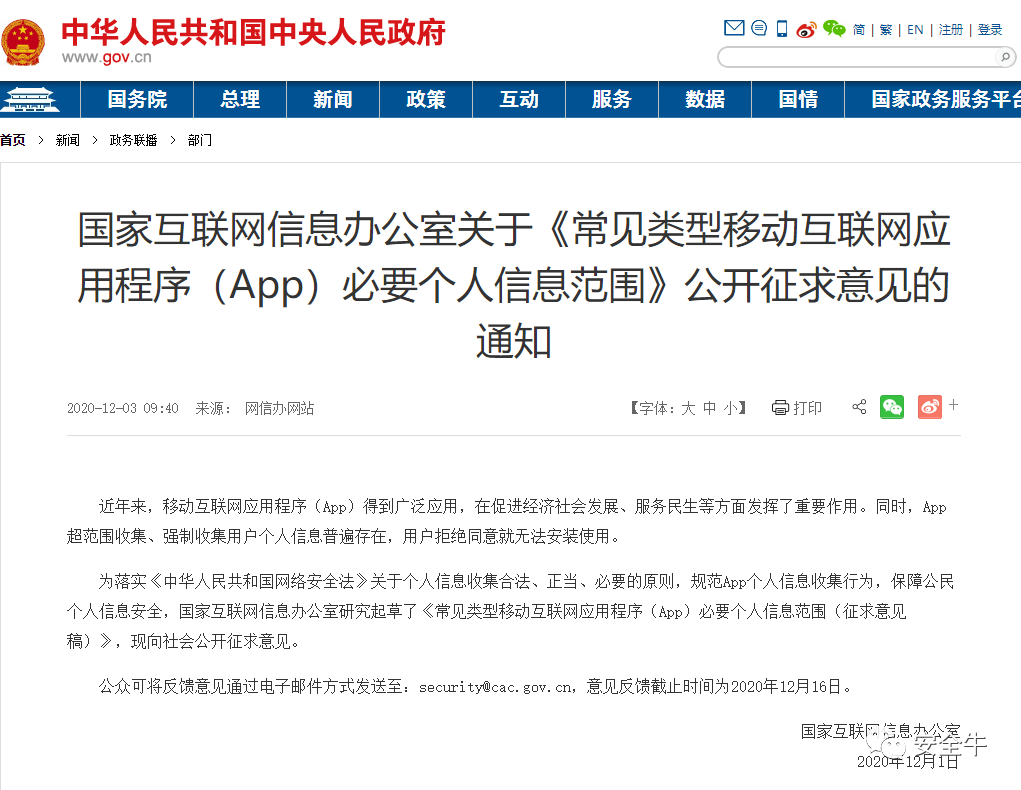 中华人民共和国中央人民政府
www.gov.cn
简 | 繁 | EN | 注册 | 登录
国务院 总理 新闻 政策 互动 服务 数据 国情 国家政务服务平台
首页 > 新闻 > 政务联播 > 部门
国家互联网信息办公室关于《常见类型移动互联网应
用程序（App）必要个人信息范围》公开征求意见的
通知
2020-12-03 09:40 来源： 网信办网站 【字体：大 中 小】 打印 +
近年来，移动互联网应用程序（App）得到广泛应用，在促进经济社会发展、服务民生等方面发挥了重要作用。同时，App
超范围收集、强制收集用户个人信息普遍存在，用户拒绝同意就无法安装使用。
为落实《中华人民共和国网络安全法》关于个人信息收集合法、正当、必要的原则，规范App个人信息收集行为，保障公民
个人信息安全，国家互联网信息办公室研究起草了《常见类型移动互联网应用程序（App）必要个人信息范围（征求意见
稿）》，现向社会公开征求意见。
公众可将反馈意见通过电子邮件方式发送至：security@cac.gov.cn，意见反馈截止时间为2020年12月16日。
国家互联网信息办公室
安全牛
2020年12月1日